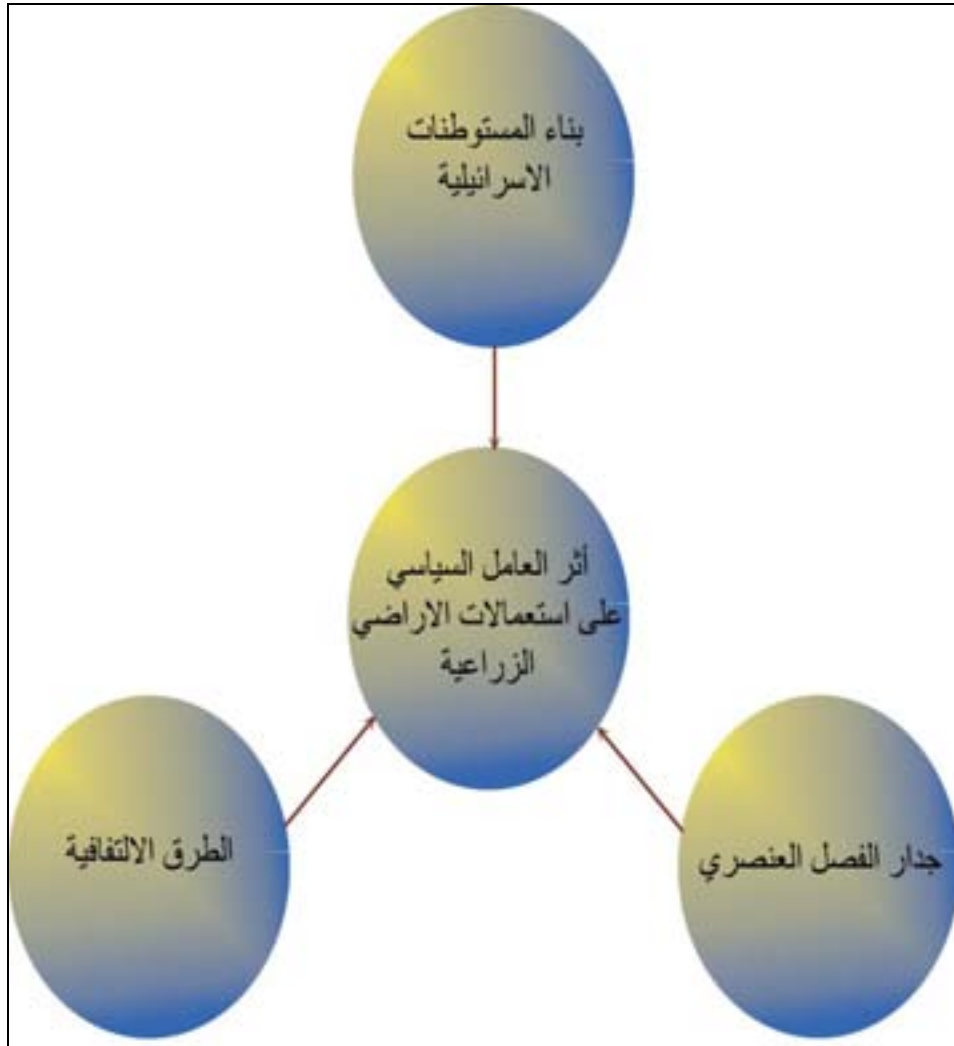 بناء المستوطنات
الاسرائيلية
أثر العامل السياسي
على استعمالات الاراضي
الزراعية
جدار الفصل العنصري
الطرق الالتفافية